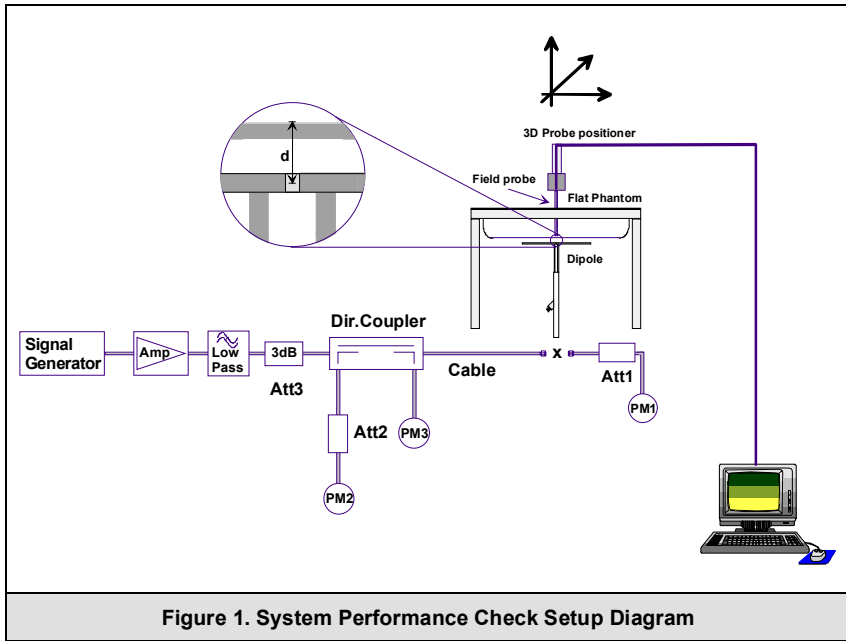 3D Probe positioner
d
Field probe
Flat Phantom
Dipole
Signal
Generator
Amp
Low
Pass
3dB
Att3
Dir.Coupler
Cable
x
Att1
PM1
Att2
PM3
PM2
Figure 1. System Performance Check Setup Diagram